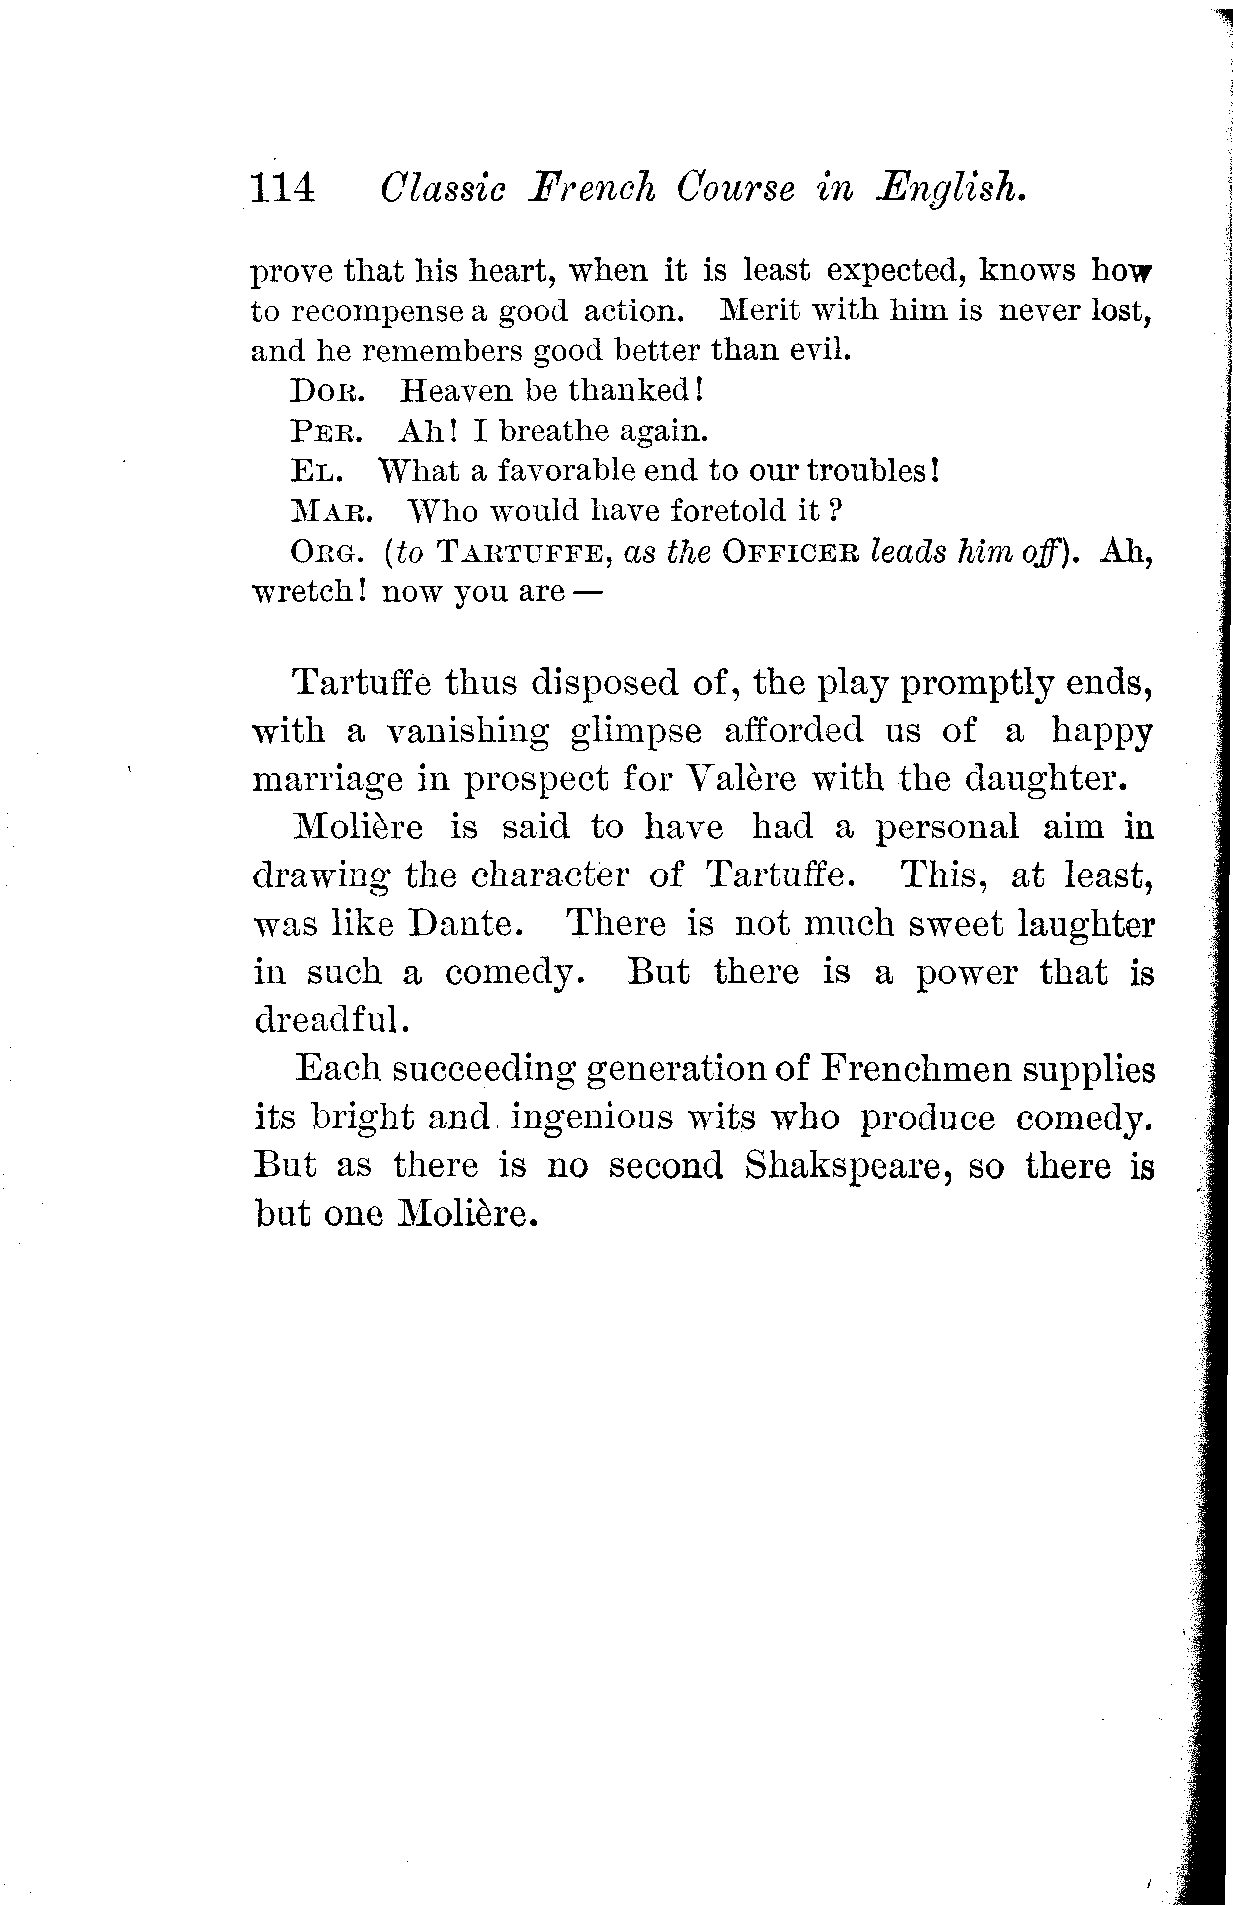 114 Classic French Course in English.
prove that his heart, when it is least expected, knows how
to recompense a good action. Merit with him is never lost,
and he remembers good better than evil.
DOR. Heaven be thanked!
PER. Ah! I breathe again.
EL. What a favorable end to our troubles!
MAR. Who would have foretold it?
ORG. (to TARTUFFE, as the OFFICER leads him off). Ah,
wretch! now you are —
Tartuffe thus disposed of, the play promptly ends,
with a vanishing glimpse afforded us of a happy
marriage in prospect for Valère with the daughter.
Molière is said to have had a personal aim in
drawing the character of Tartuffe. This, at least,
was like Dante. There is not much sweet laughter
in such a comedy. But there is a power that is
dreadful.
Each succeeding generation of Frenchmen supplies
its bright and ingenious wits who produce comedy.
But as there is no second Shakspeare, so there is
but one Molière.